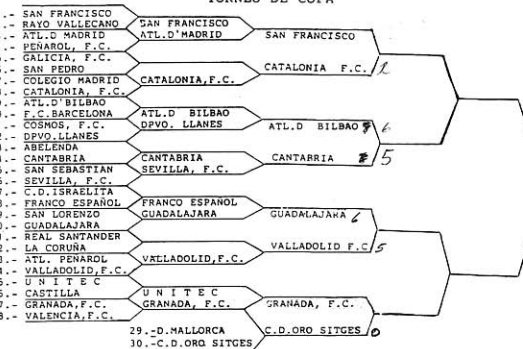 TORNEO DE COPA
.- SAN FRANCISCO
.- RAYO VALLECANO
.- ATL.D MADRID
.- PEÑAROL, F.C.
.- GALICIA, F.C.
.- SAN PEDRO
.- COLEGIO MADRID
.- CATALONIA, F.C.
.- ATL.D'BILBAO
.- F.C.BARCELONA
.- COSMOS, F.C.
.- DPVO.LLANES
.- ABELENDA
.- CANTABRIA
.- SAN SEBASTIAN
.- SEVILLA, F.C.
.- C.D.ISRAELITA
.- FRANCO ESPAÑOL
.- SAN LORENZO
.- GUADALAJARA
.- REAL SANTANDER
.- LA CORUÑA
.- ATL. PEÑAROL
.- VALLADOLID,F.C.
.- U N I T E C
.- CASTILLA
.- GRANADA,F.C.
.- VALENCIA,F.C.
SAN FRANCISCO
ATL.D'MADRID
CATALONIA,F.C.
ATL.D BILBAO
DPVO. LLANES
CANTABRIA
SEVILLA, F.C.
FRANCO ESPAÑOL
GUADALAJARA
VALLADOLID,F.C.
U N I T E C
GRANADA, F.C.
29.-D.MALLORCA
30.-C.D.ORO SITGES
SAN FRANCISCO
CATALONIA F.C.
ATL.D BILBAO 6
CANTABRIA 5
GUADALAJARA 6
VALLADOLID F.C. 5
GRANADA, F.C.
C.D.ORO SITGES 0